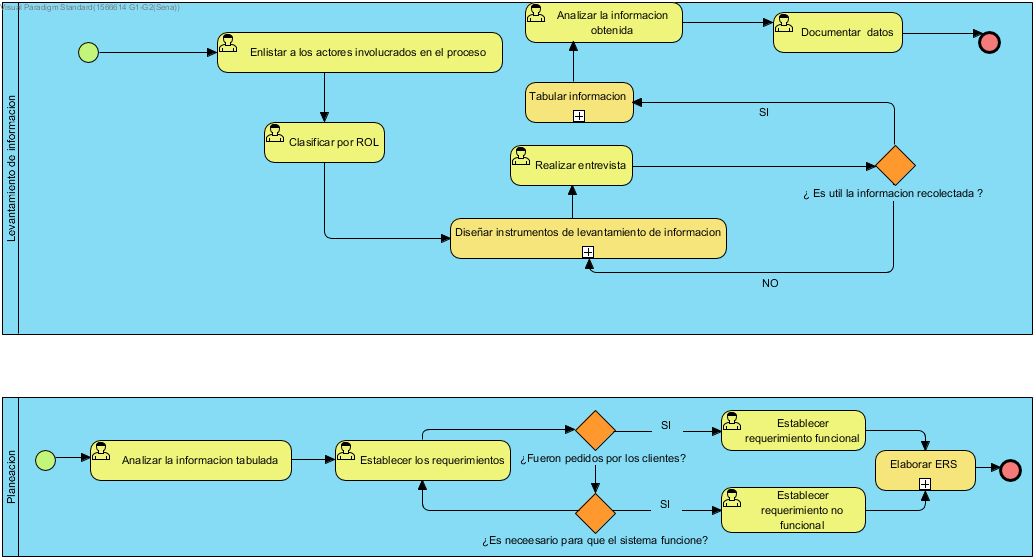 Visual Paradigm Standard(1566614 G1-G2(Sena))
Levantamiento de informacion
Enlistar a los actores involucrados en el proceso
Analizar la informacion
obtenida
Documentar datos
Tabular informacion
SI
Clasificar por ROL
Realizar entrevista
¿ Es util la informacion recolectada ?
Diseñar instrumentos de levantamiento de informacion
NO
Planeacion
Analizar la informacion tabulada
Establecer los requerimientos
¿Fueron pedidos por los clientes?
SI
Establecer
requerimiento funcional
Elaborar ERS
¿Es neceesario para que el sistema funcione?
SI
Establecer
requerimiento no
funcional